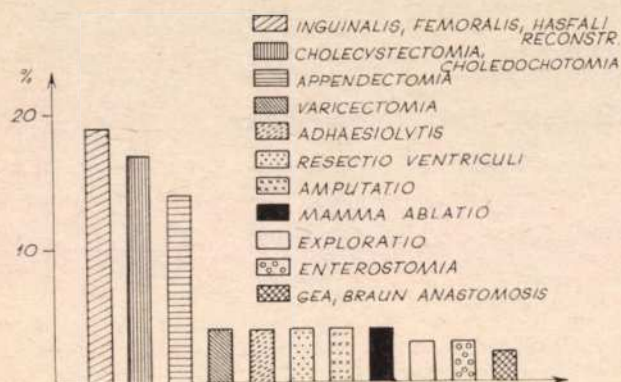 INGUINALIS, FEMORALIS, HASFALI
RECONSTR.
CHOLECYSTECTOMIA,
CHOLEDOCHOTOMIA
APPENDECTOMIA
VARICECTOMIA
ADHAESIOLYTIS
RESECTIO VENTRICULI
AMPUTATIO
MAMMA ABLATIO
EXPLORATIO
ENTEROSTOMIA
GEA, BRAUN ANASTOMOSIS
%
20
10